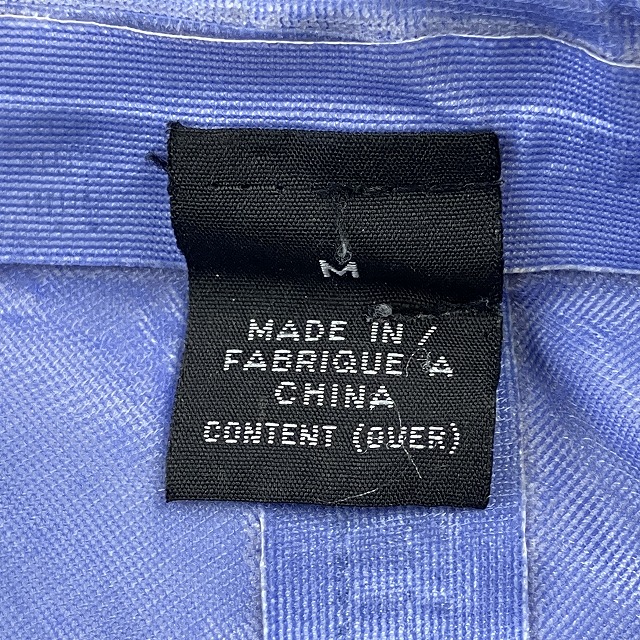 M
MADE IN /
FABRIQUE A
CHINA
CONTENT (OVER)